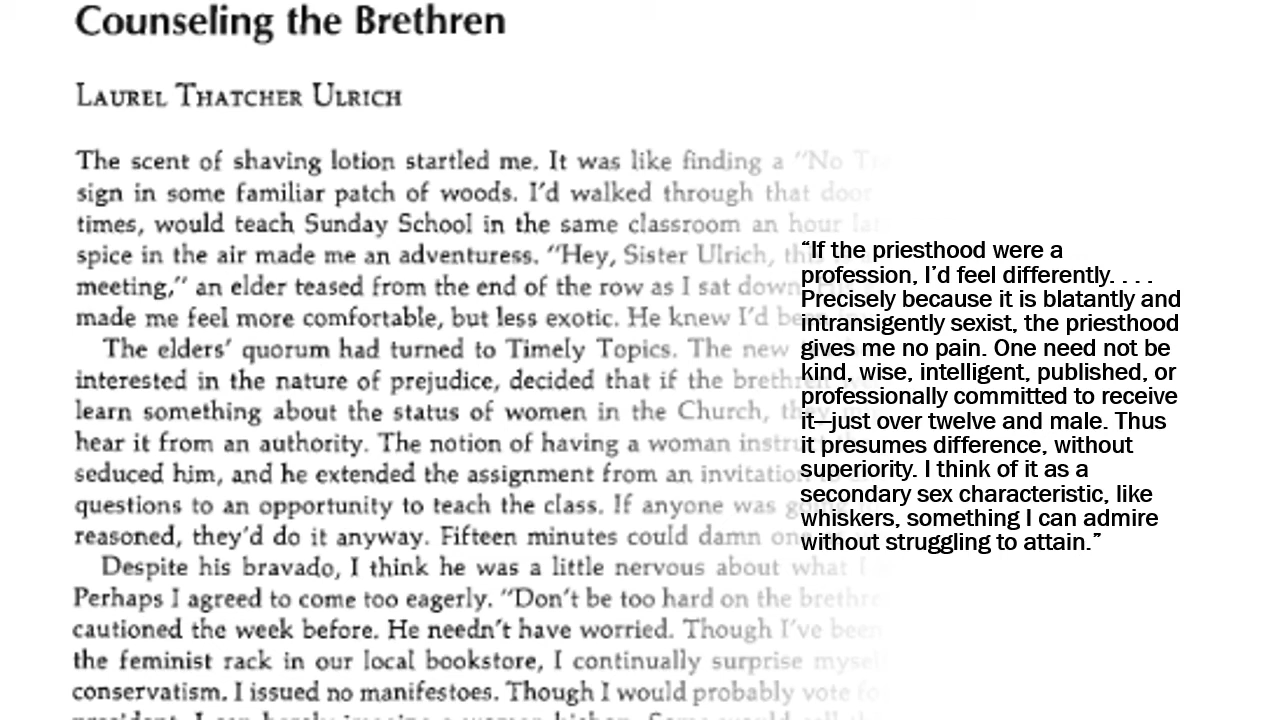 Counseling the Brethren
LAUREL THATCHER ULRICH
The scent of shaving lotion startled me. It was like finding a “No
sign in some familiar patch of woods. I’d walked through that door
times, would teach Sunday School in the same classroom an hour
spice in the air made me an adventuress. “Hey, Sister Ulrich,
meeting,” an elder teased from the end of the row as I sat down.
made me feel more comfortable, but less exotic. He knew I’d
The elders’ quorum had turned to Timely Topics. The new
interested in the nature of prejudice, decided that if the brethren
learn something about the status of women in the Church,
hear it from an authority. The notion of having a woman
seduced him, and he extended the assignment from an invitation
questions to an opportunity to teach the class. If anyone was
reasoned, they’d do it anyway. Fifteen minutes could damn
Despite his bravado, I think he was a little nervous about what I
Perhaps I agreed to come too eagerly. “Don’t be too hard on the
cautioned the week before. He needn’t have worried. Though I’ve been
the feminist rack in our local bookstore, I continually surprise
conservatism. I issued no manifestoes. Though I would probably vote
“If the priesthood were a
profession, I’d feel differently. . . .
Precisely because it is blatantly and
intransigently sexist, the priesthood
gives me no pain. One need not be
kind, wise, intelligent, published, or
professionally committed to receive
it—just over twelve and male. Thus
it presumes difference, without
superiority. I think of it as a
secondary sex characteristic, like
whiskers, something I can admire
without struggling to attain.”